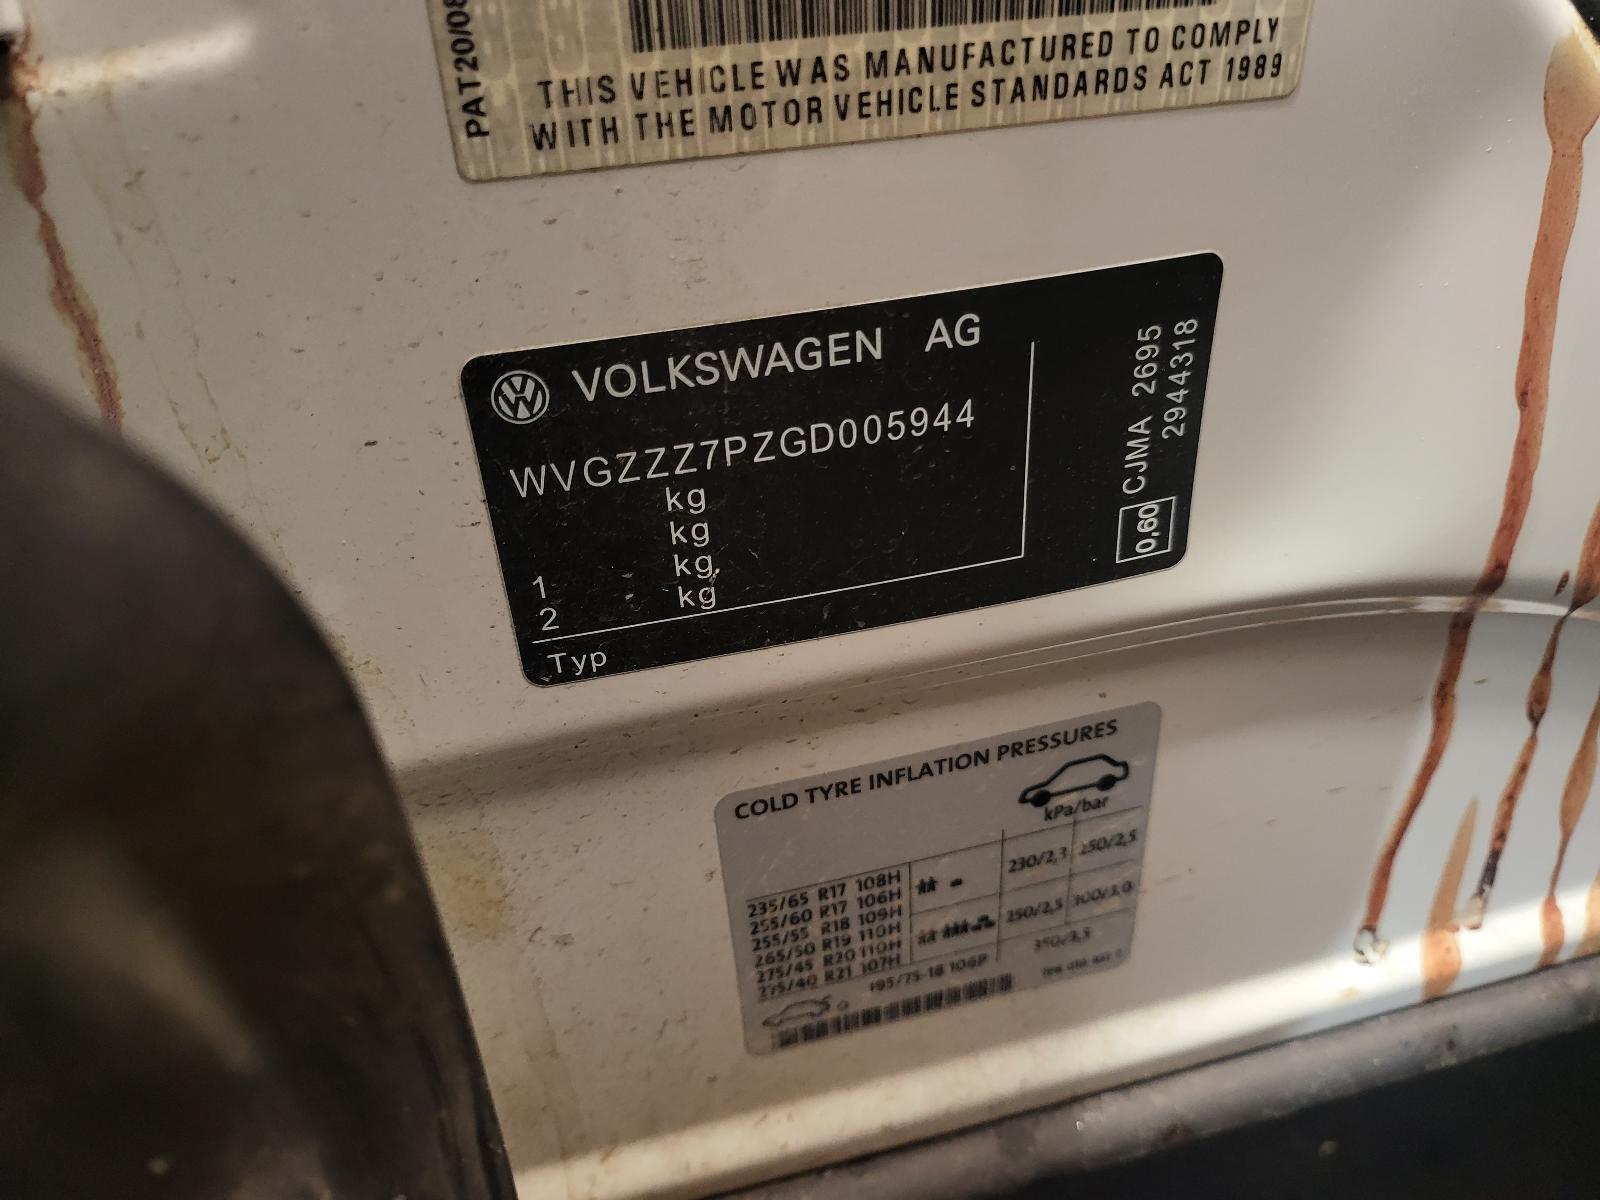 PAT20/08
THIS VEHICLE WAS MANUFACTURED TO COMPLY
WITH THE MOTOR VEHICLE STANDARDS ACT 1989
VOLKSWAGEN AG
WVGZZZ7PZGD005944
kg
kg
1 kg
2 kg
Typ
0,60 CJMA 2695
2944318
COLD TYRE INFLATION PRESSURES
kPa/bar
235/65 R17 108H
255/60 R17 106H
255/55 R18 109H
265/50 R19 110H
275/45 R20 110H
275/40 R21 107H
230/2,3 250/2,5
250/2,5 300/3,0
195/75-18 106P 350/3,5